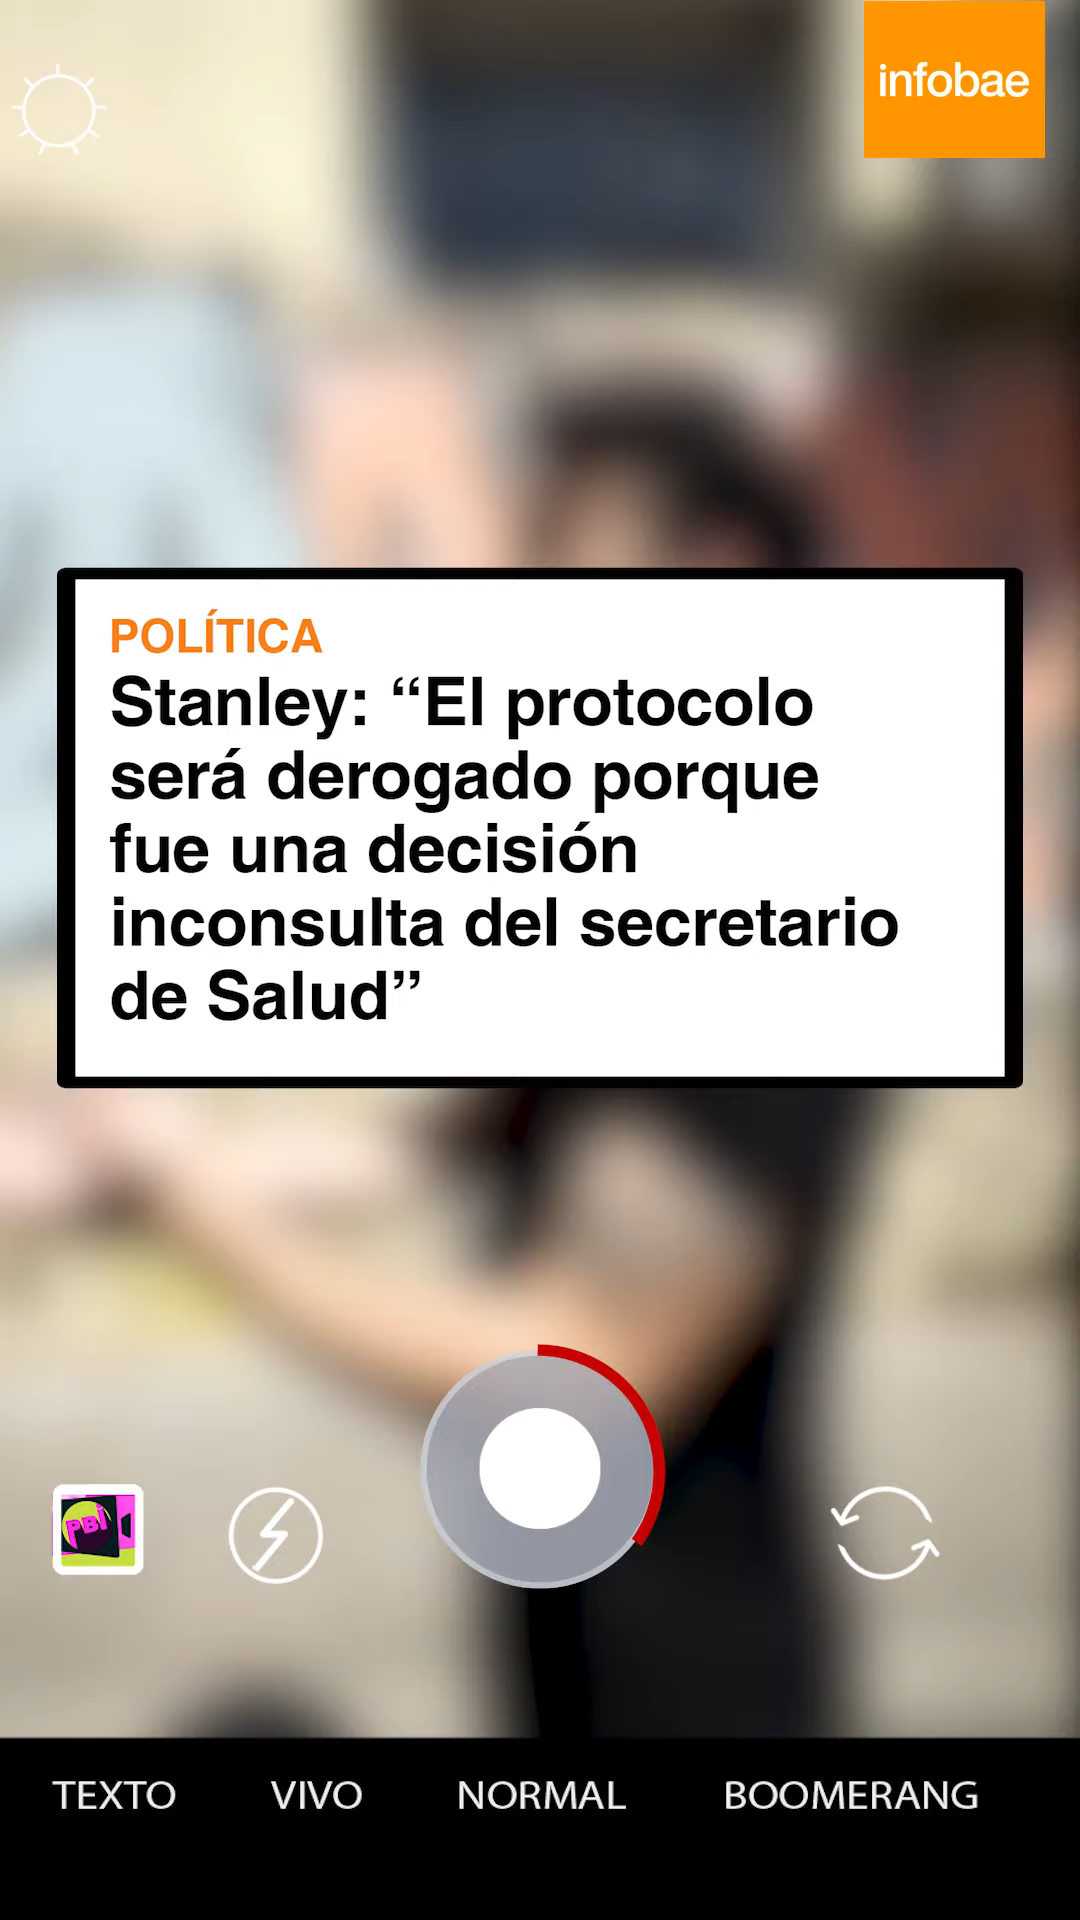 infobae
POLÍTICA
Stanley: “El protocolo
será derogado porque
fue una decisión
inconsulta del secretario
de Salud”
PBI
TEXTO VIVO NORMAL BOOMERANG